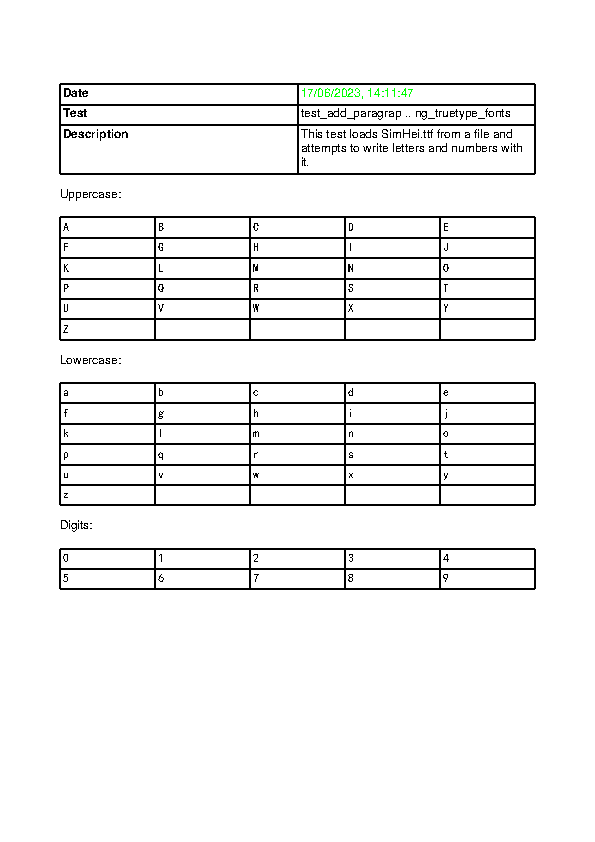 Date 17/06/2023, 14:11:47
Test test_add_paragrap .. ng_truetype_fonts
Description This test loads SimHei.ttf from a file and
attempts to write letters and numbers with
it.
Uppercase:
A B C D E
F G H I J
K L M N O
P Q R S T
U V W X Y
Z
Lowercase:
a b c d e
f g h i j
k l m n o
p q r s t
u v w x y
z
Digits:
0 1 2 3 4
5 6 7 8 9